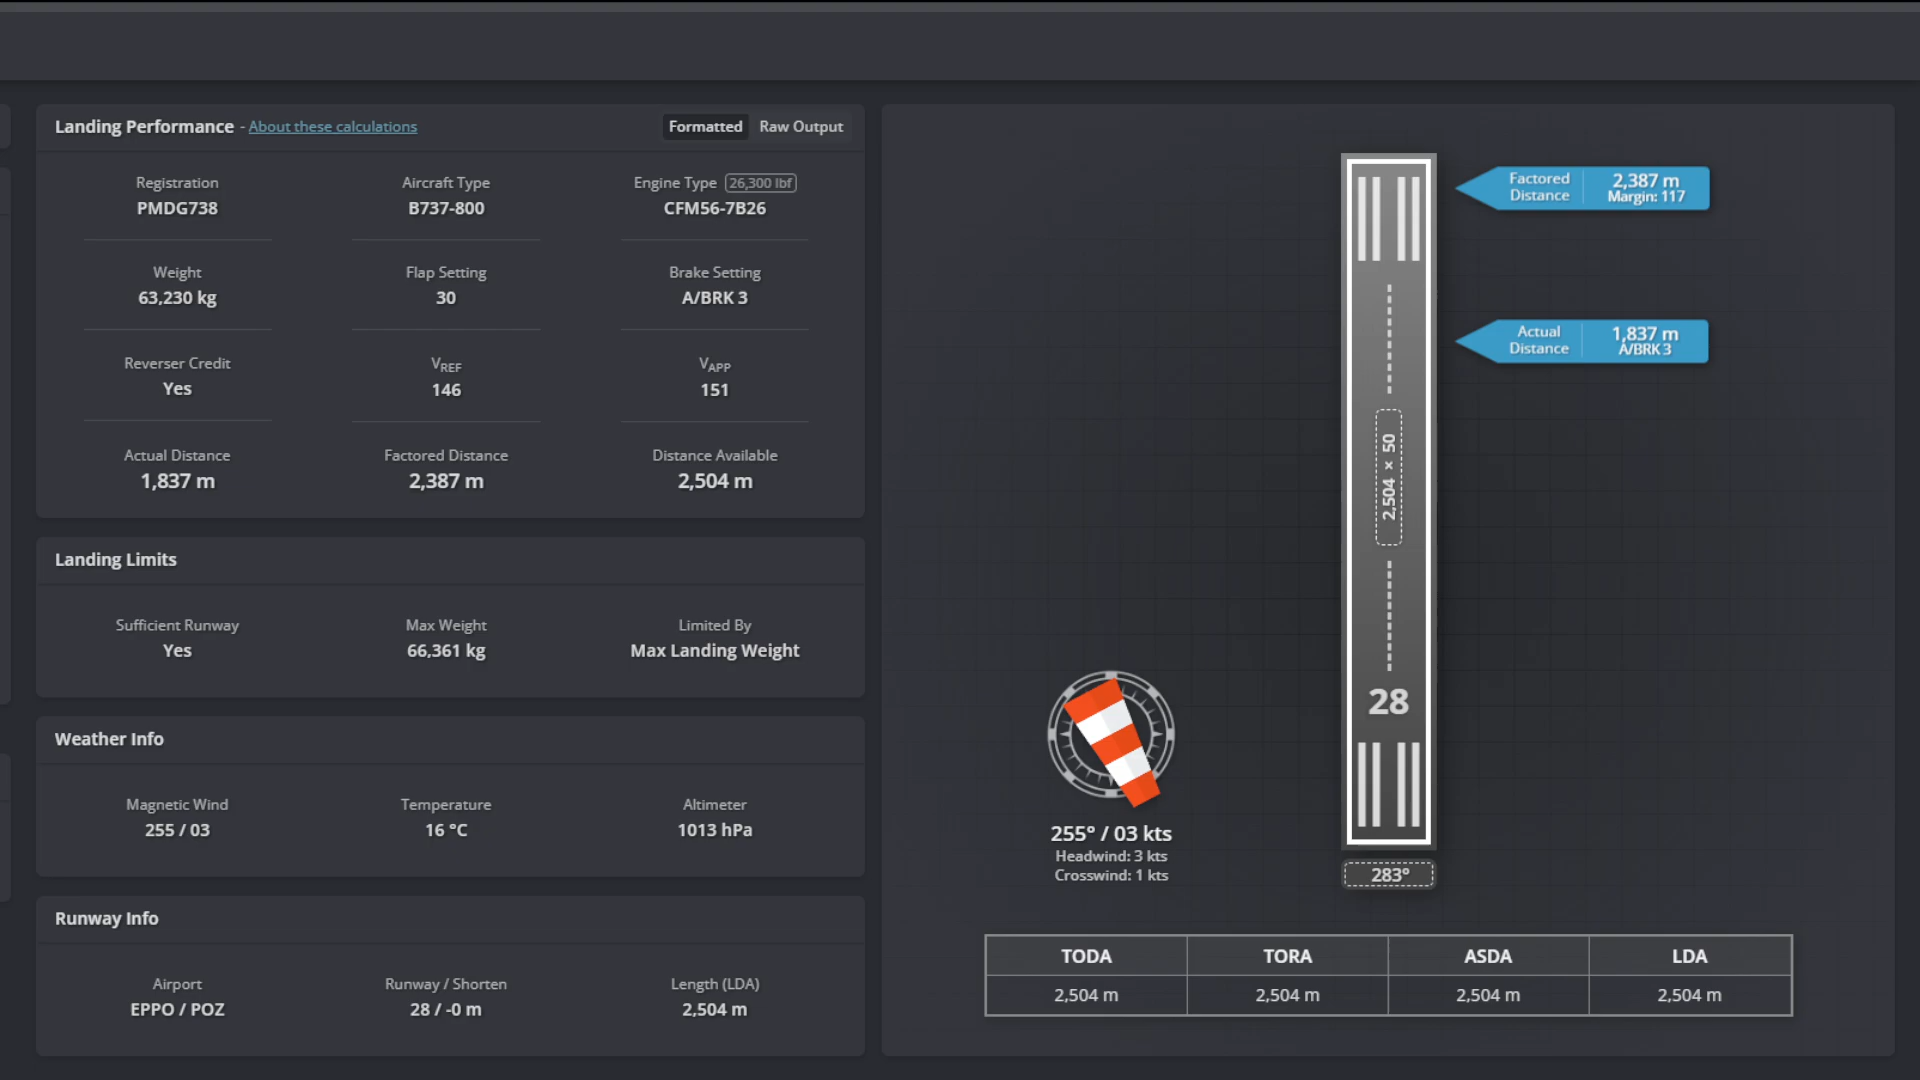 Landing Performance - About these calculations
Formatted Raw Output
Registration Aircraft Type Engine Type 26,300 lbf
PMDG738 B737-800 CFM56-7B26
Weight Flap Setting Brake Setting
63,230 kg 30 A/BRK 3
Reverser Credit VREF VAPP
Yes 146 151
Actual Distance Factored Distance Distance Available
1,837 m 2,387 m 2,504 m
Landing Limits
Sufficient Runway Max Weight Limited By
Yes 66,361 kg Max Landing Weight
Weather Info
Magnetic Wind Temperature Altimeter
255 / 03 16 °C 1013 hPa
Runway Info
Airport Runway / Shorten Length (LDA)
EPPO / POZ 28 / -0 m 2,504 m
Factored Distance
2,387 m
Margin: 117
Actual Distance
1,837 m
A/BRK 3
2,504 × 50
28
283°
255° / 03 kts
Headwind: 3 kts
Crosswind: 1 kts
TODA TORA ASDA LDA
2,504 m 2,504 m 2,504 m 2,504 m